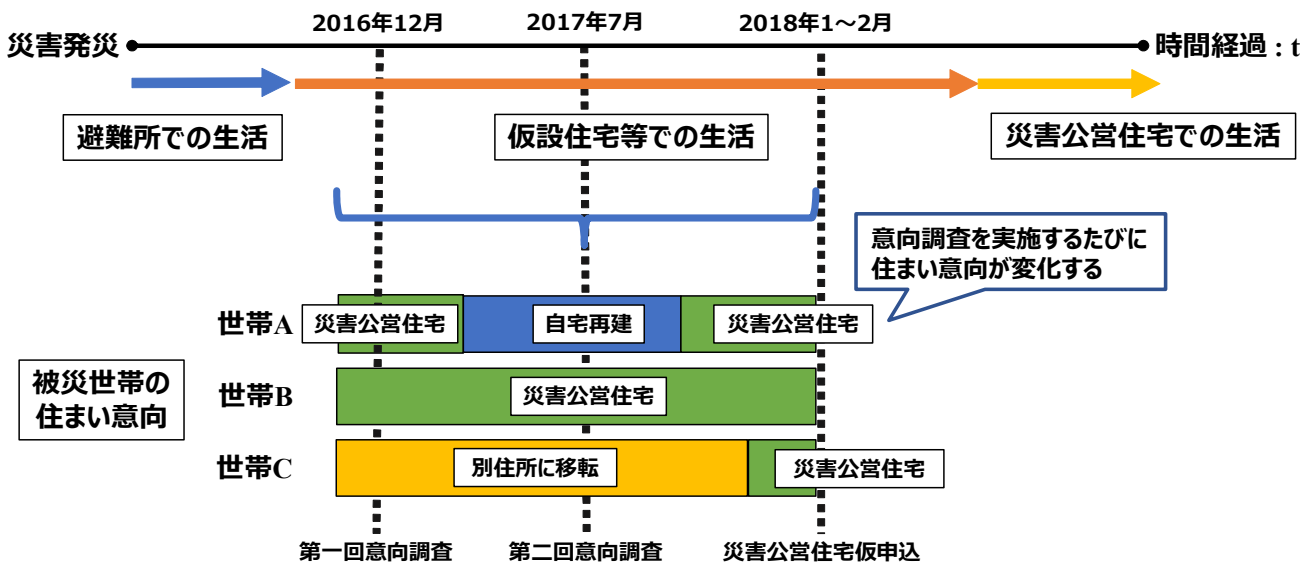 2016年12月
2017年7月
2018年1～2月
災害発災
時間経過 : t
避難所での生活
仮設住宅等での生活
災害公営住宅での生活
意向調査を実施するたびに
住まい意向が変化する
世帯A
災害公営住宅
自宅再建
災害公営住宅
被災世帯の
住まい意向
世帯B
災害公営住宅
世帯C
別住所に移転
災害公営住宅
第一回意向調査
第二回意向調査
災害公営住宅仮申込